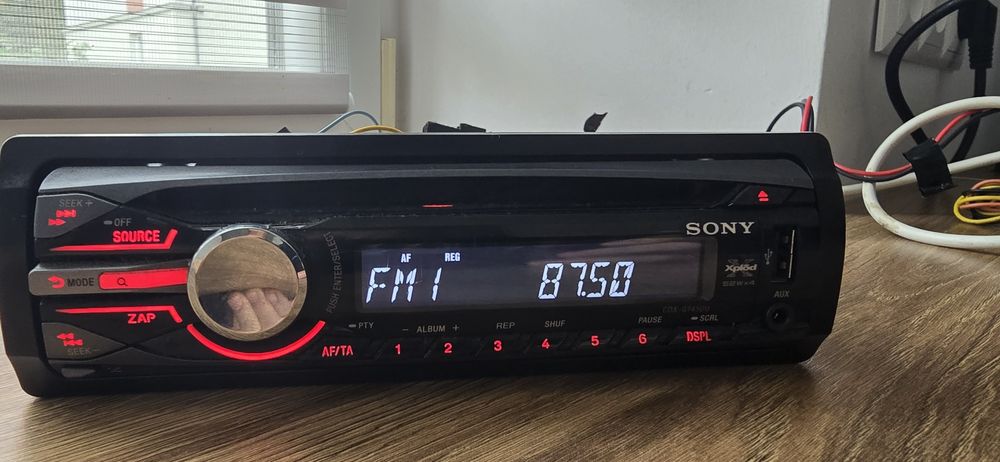 SEEK +
OFF
SOURCE
MODE
ZAP
SEEK -
PUSH ENTER/SELECT
AF REG
FM1 87.50
SONY
Xplod
52W×4
AUX
PTY
- ALBUM +
REP
SHUF
PAUSE
SCRL
AF/TA 1 2 3 4 5 6 DSPL